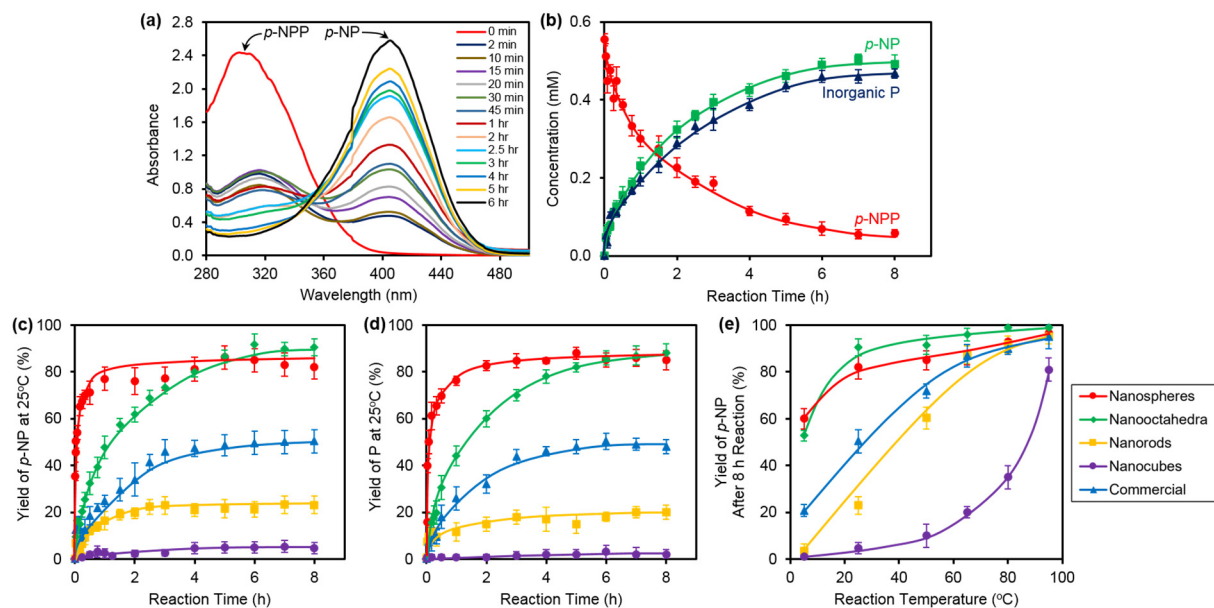 (a)
p-NPP
p-NP
2.8
2.4
2.0
1.6
1.2
0.8
0.4
0.0
Absorbance
280
320
360
400
440
480
Wavelength (nm)
0 min
2 min
10 min
15 min
20 min
30 min
45 min
1 hr
2 hr
2.5 hr
3 hr
4 hr
5 hr
6 hr
(b)
0.6
0.4
0.2
0.0
Concentration (mM)
p-NP
Inorganic P
p-NPP
0
2
4
6
8
Reaction Time (h)
(c)
100
80
60
40
20
0
Yield of p-NP at 25°C (%)
0
2
4
6
8
Reaction Time (h)
(d)
100
80
60
40
20
0
Yield of P at 25°C (%)
0
2
4
6
8
Reaction Time (h)
(e)
100
80
60
40
20
0
Yield of p-NP
After 8 h Reaction (%)
0
25
50
75
100
Reaction Temperature (°C)
Nanospheres
Nanooctahedra
Nanorods
Nanocubes
Commercial